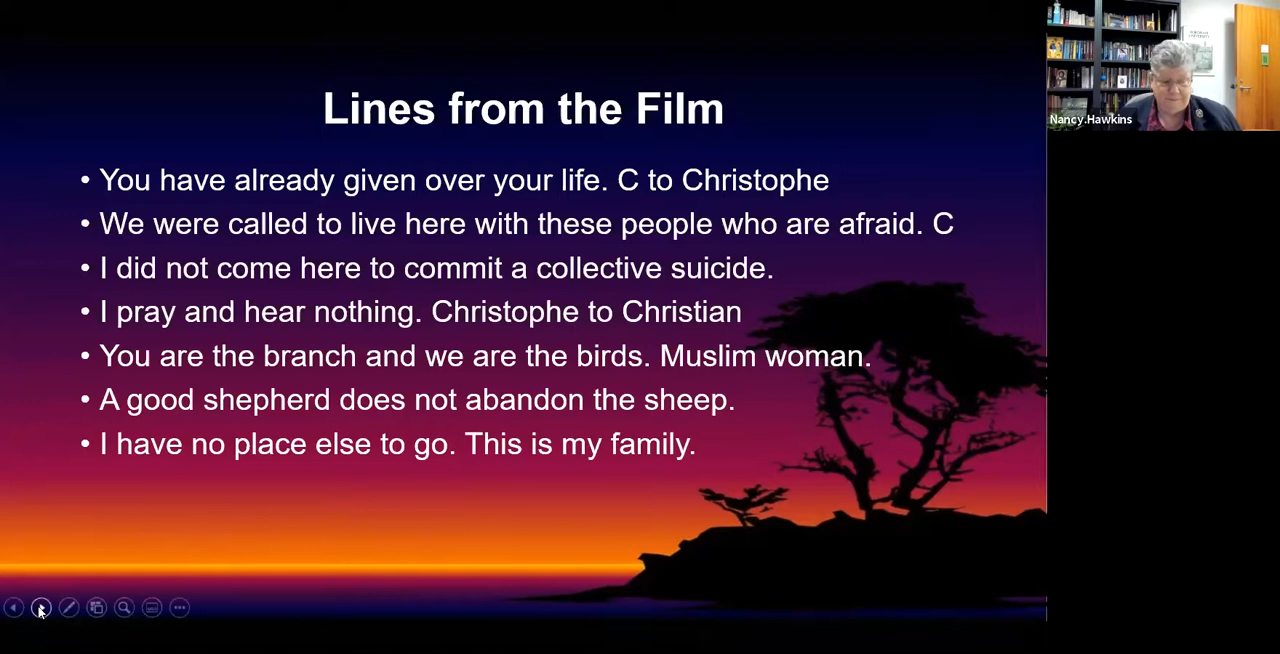 Lines from the Film
• You have already given over your life. C to Christophe
• We were called to live here with these people who are afraid. C
• I did not come here to commit a collective suicide.
• I pray and hear nothing. Christophe to Christian
• You are the branch and we are the birds. Muslim woman.
• A good shepherd does not abandon the sheep.
• I have no place else to go. This is my family.
Nancy.Hawkins